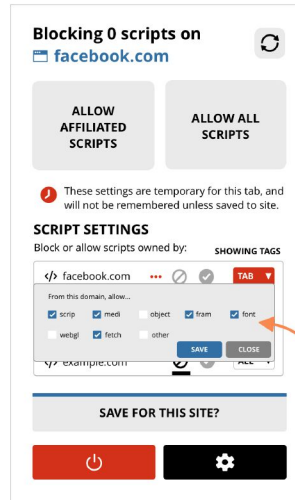 Blocking 0 scripts on
facebook.com
ALLOW
AFFILIATED
SCRIPTS
ALLOW ALL
SCRIPTS
These settings are temporary for this tab, and
will not be remembered unless saved to site.
SCRIPT SETTINGS
Block or allow scripts owned by:
SHOWING TAGS
</> facebook.com
TAB
From this domain, allow...
scrip medi object fram font
webgl fetch other
SAVE CLOSE
</> example.com
ALL
SAVE FOR THIS SITE?